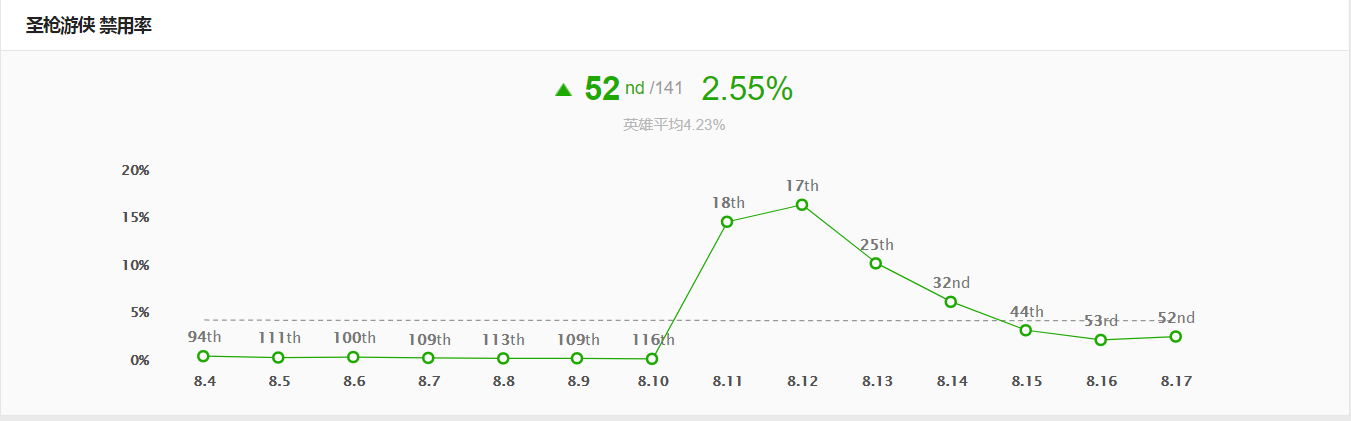 圣枪游侠 禁用率
▲ 52 nd /141 2.55%
英雄平均4.23%
20%
17th
18th
15%
25th
10%
32nd
5%
44th 53rd 52nd
94th 111th 100th 109th 113th 109th 116th
0%
8.4 8.5 8.6 8.7 8.8 8.9 8.10 8.11 8.12 8.13 8.14 8.15 8.16 8.17